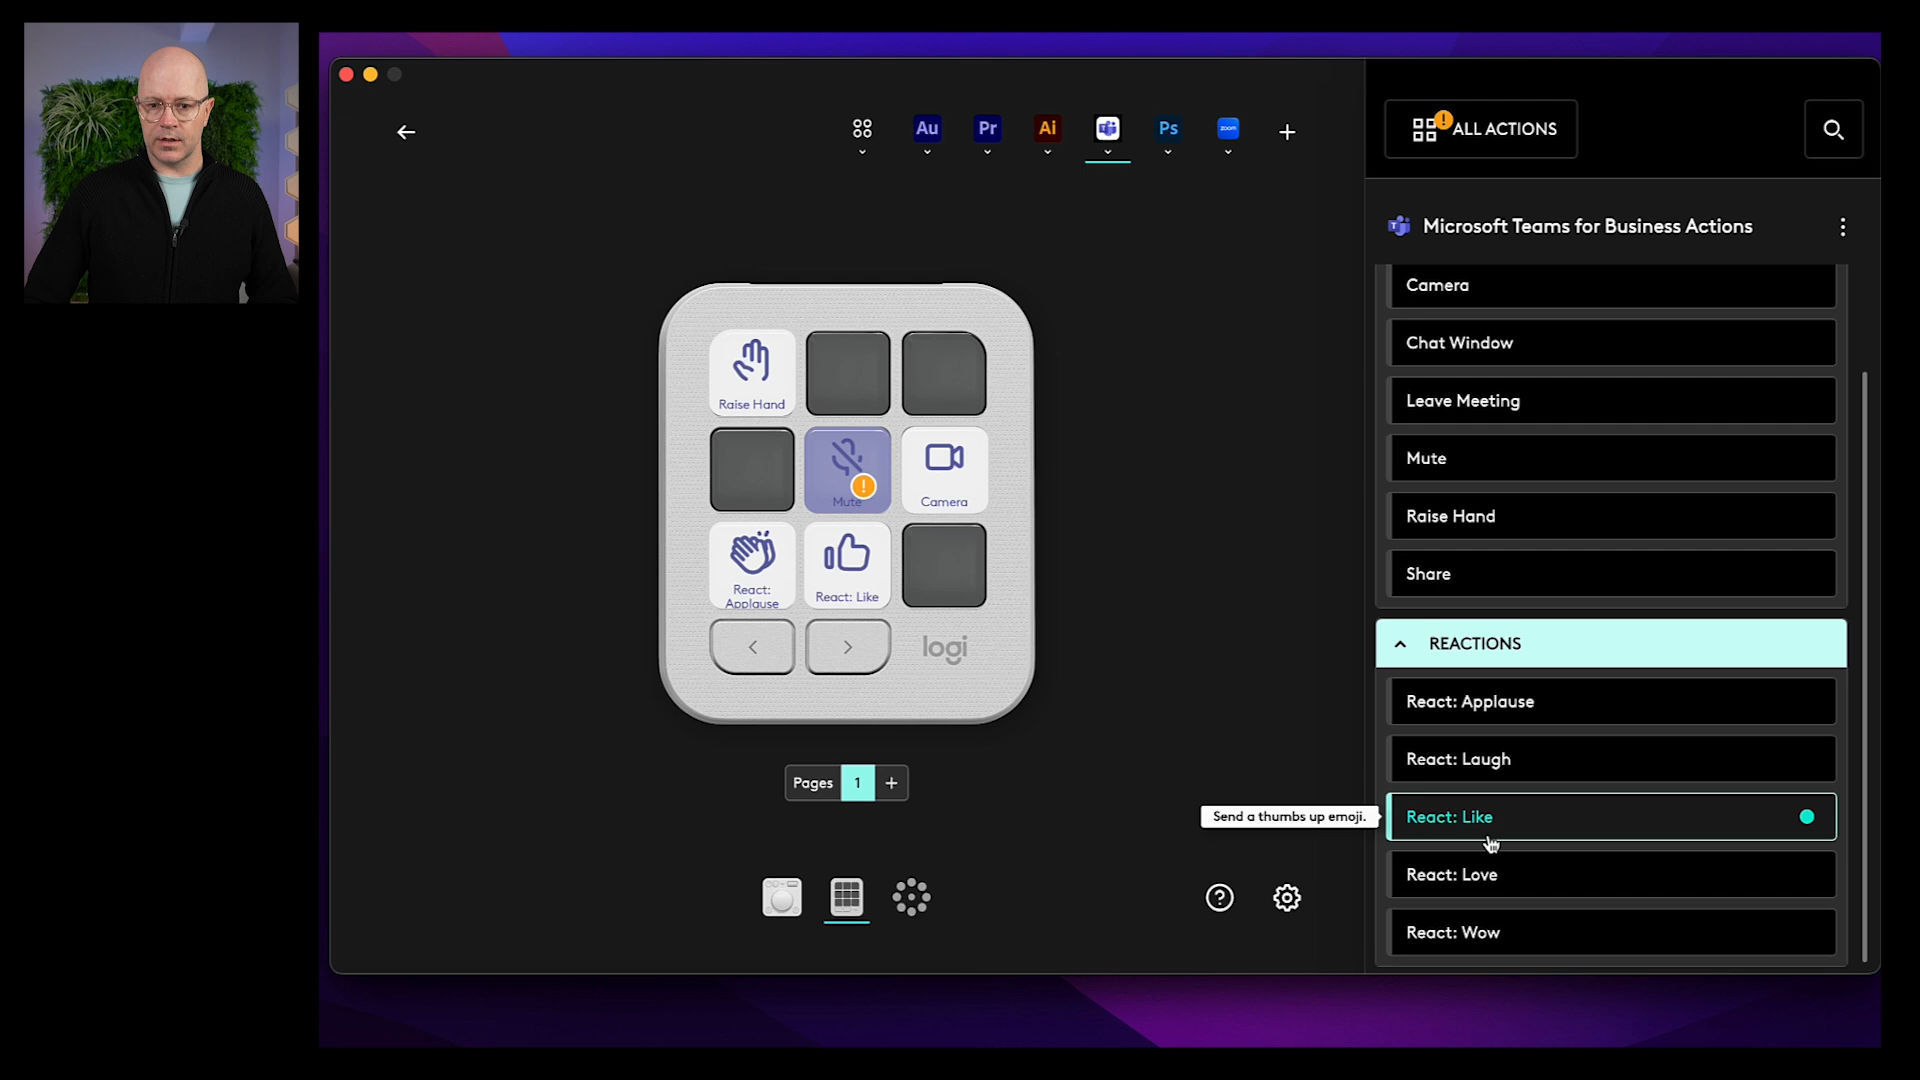 Au
Pr
Ai
Ps
zoom
+
!
ALL ACTIONS
Microsoft Teams for Business Actions
Camera
Chat Window
Leave Meeting
Mute
Raise Hand
Share
REACTIONS
React: Applause
React: Laugh
React: Like
React: Love
React: Wow
Send a thumbs up emoji.
Raise Hand
!
Mute
Camera
React:
Applause
React: Like
logi
Pages 1 +
?